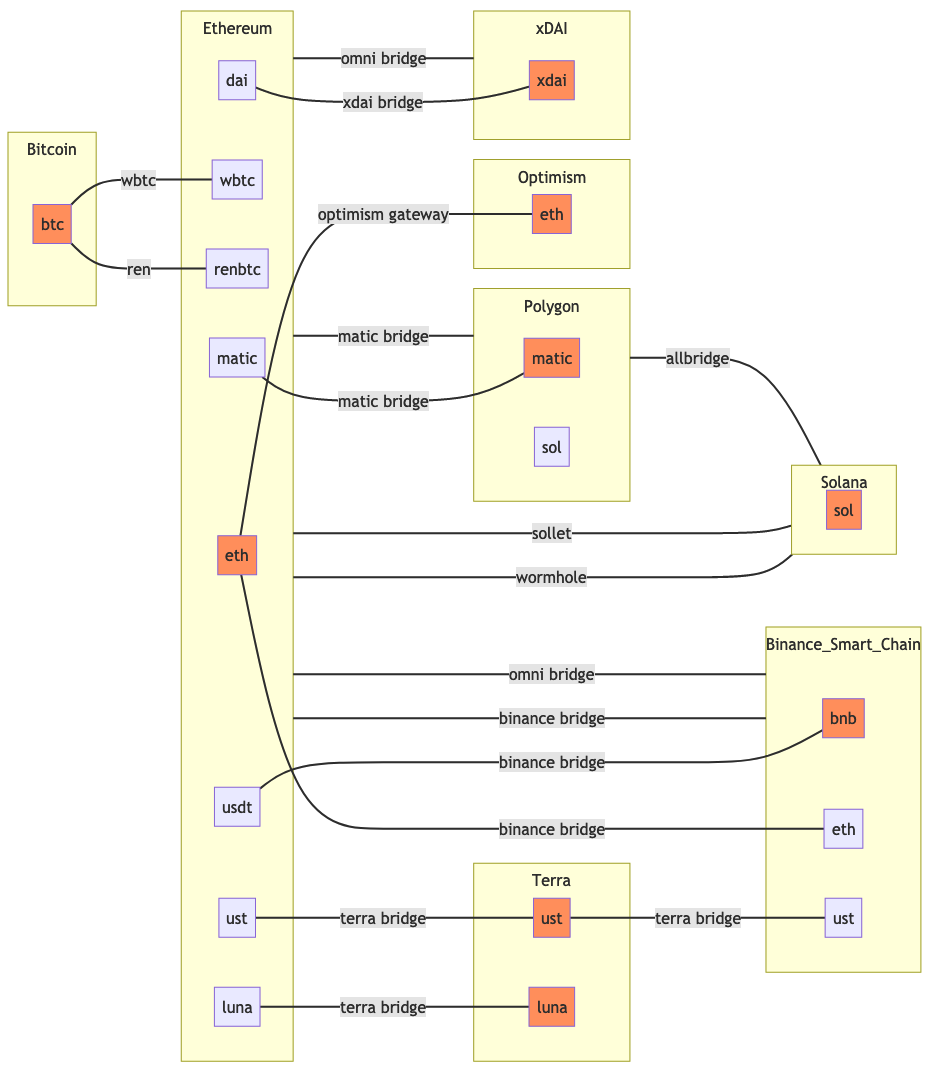 Ethereum
xDAI
omni bridge
dai
xdai
xdai bridge
Bitcoin
Optimism
wbtc
wbtc
btc
optimism gateway
eth
ren
renbtc
Polygon
matic bridge
matic
matic
allbridge
matic bridge
sol
Solana
sol
sollet
eth
wormhole
Binance_Smart_Chain
omni bridge
binance bridge
bnb
binance bridge
usdt
binance bridge
eth
Terra
ust
terra bridge
ust
terra bridge
ust
luna
terra bridge
luna